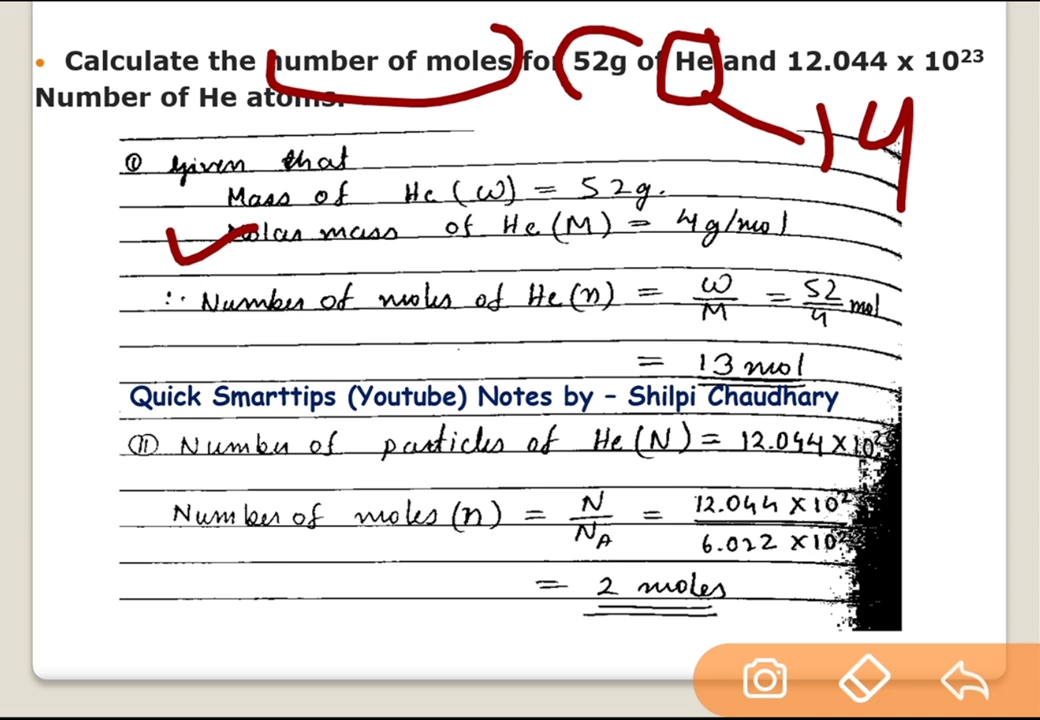 • Calculate the number of moles for 52g of He and 12.044 x 10²³
Number of He atoms.
14
① Given that
Mass of He (w) = 52g.
Molar mass of He (M) = 4g/mol
∴ Number of moles of He (n) = w/M = 52/4 mol
= 13 mol
Quick Smarttips (Youtube) Notes by - Shilpi Chaudhary
(II) Number of particles of He (N) = 12.044 X 10²³
Number of moles (n) = N/NA = 12.044 X 10²³/6.022 X 10²³
= 2 moles